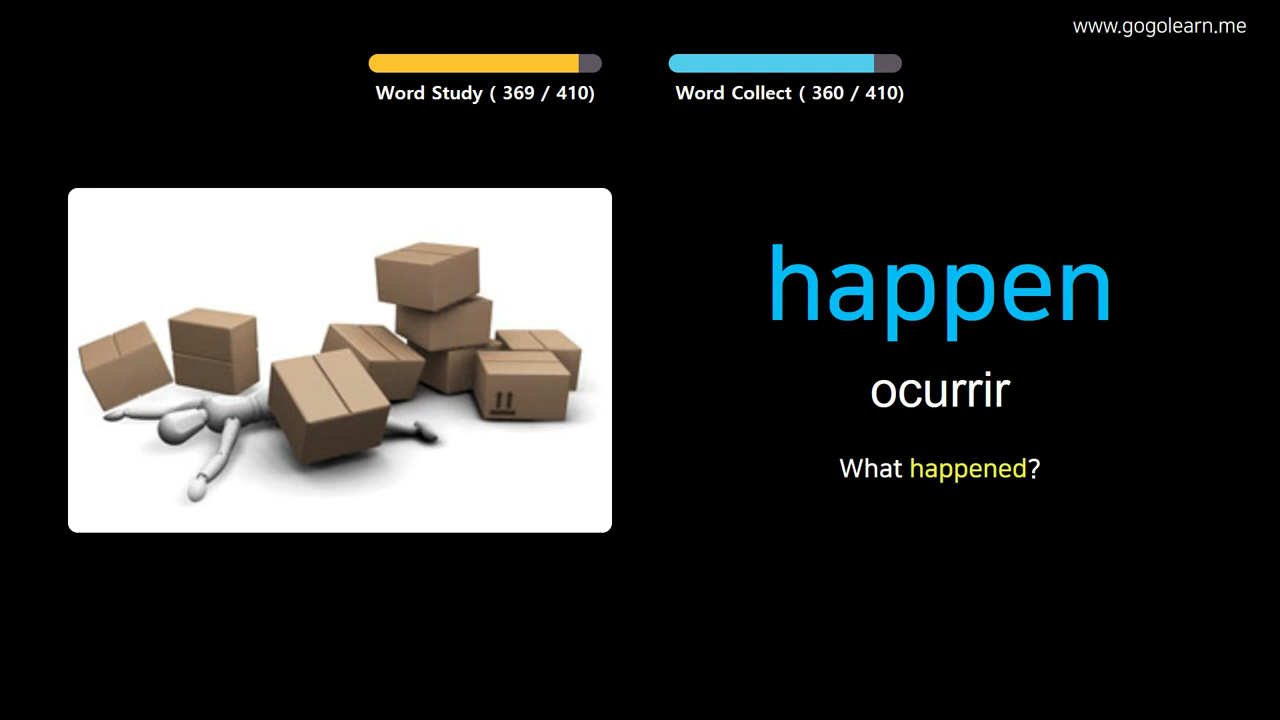 www.gogolearn.me
Word Study ( 369 / 410)
Word Collect ( 360 / 410)
happen
ocurrir
What happened?